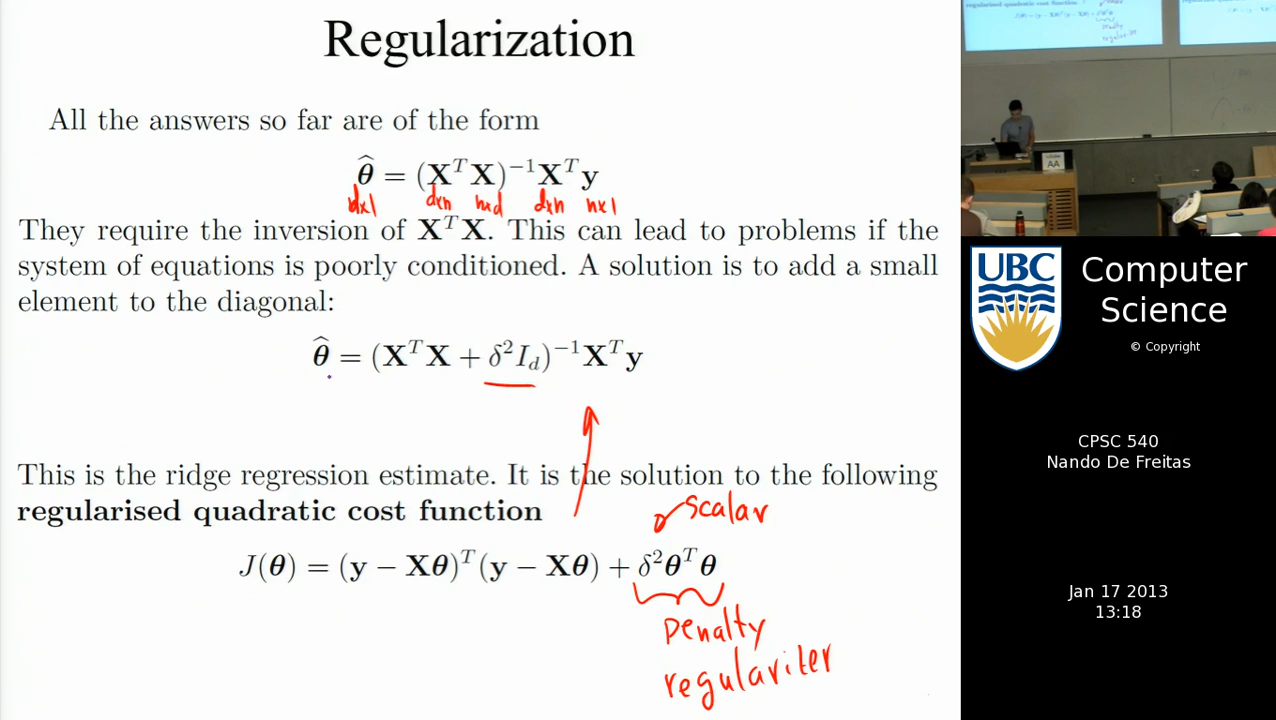 Regularization
All the answers so far are of the form
θ̂ = (XᵀX)⁻¹Xᵀy
dx1 dxn nxd dxn nx1
They require the inversion of XᵀX. This can lead to problems if the
system of equations is poorly conditioned. A solution is to add a small
element to the diagonal:
θ̂ = (XᵀX + δ²I_d)⁻¹Xᵀy
This is the ridge regression estimate. It is the solution to the following
regularised quadratic cost function
scalar
J(θ) = (y − Xθ)ᵀ(y − Xθ) + δ²θᵀθ
Penalty
regularizer
UBC
Computer
Science
© Copyright
CPSC 540
Nando De Freitas
Jan 17 2013
13:18
AA